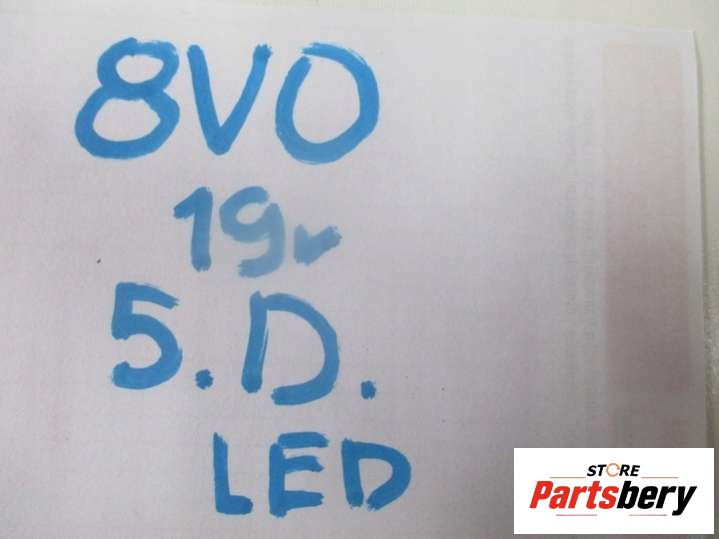 8VO
19v
5.D.
LED
STORE
Partsbery